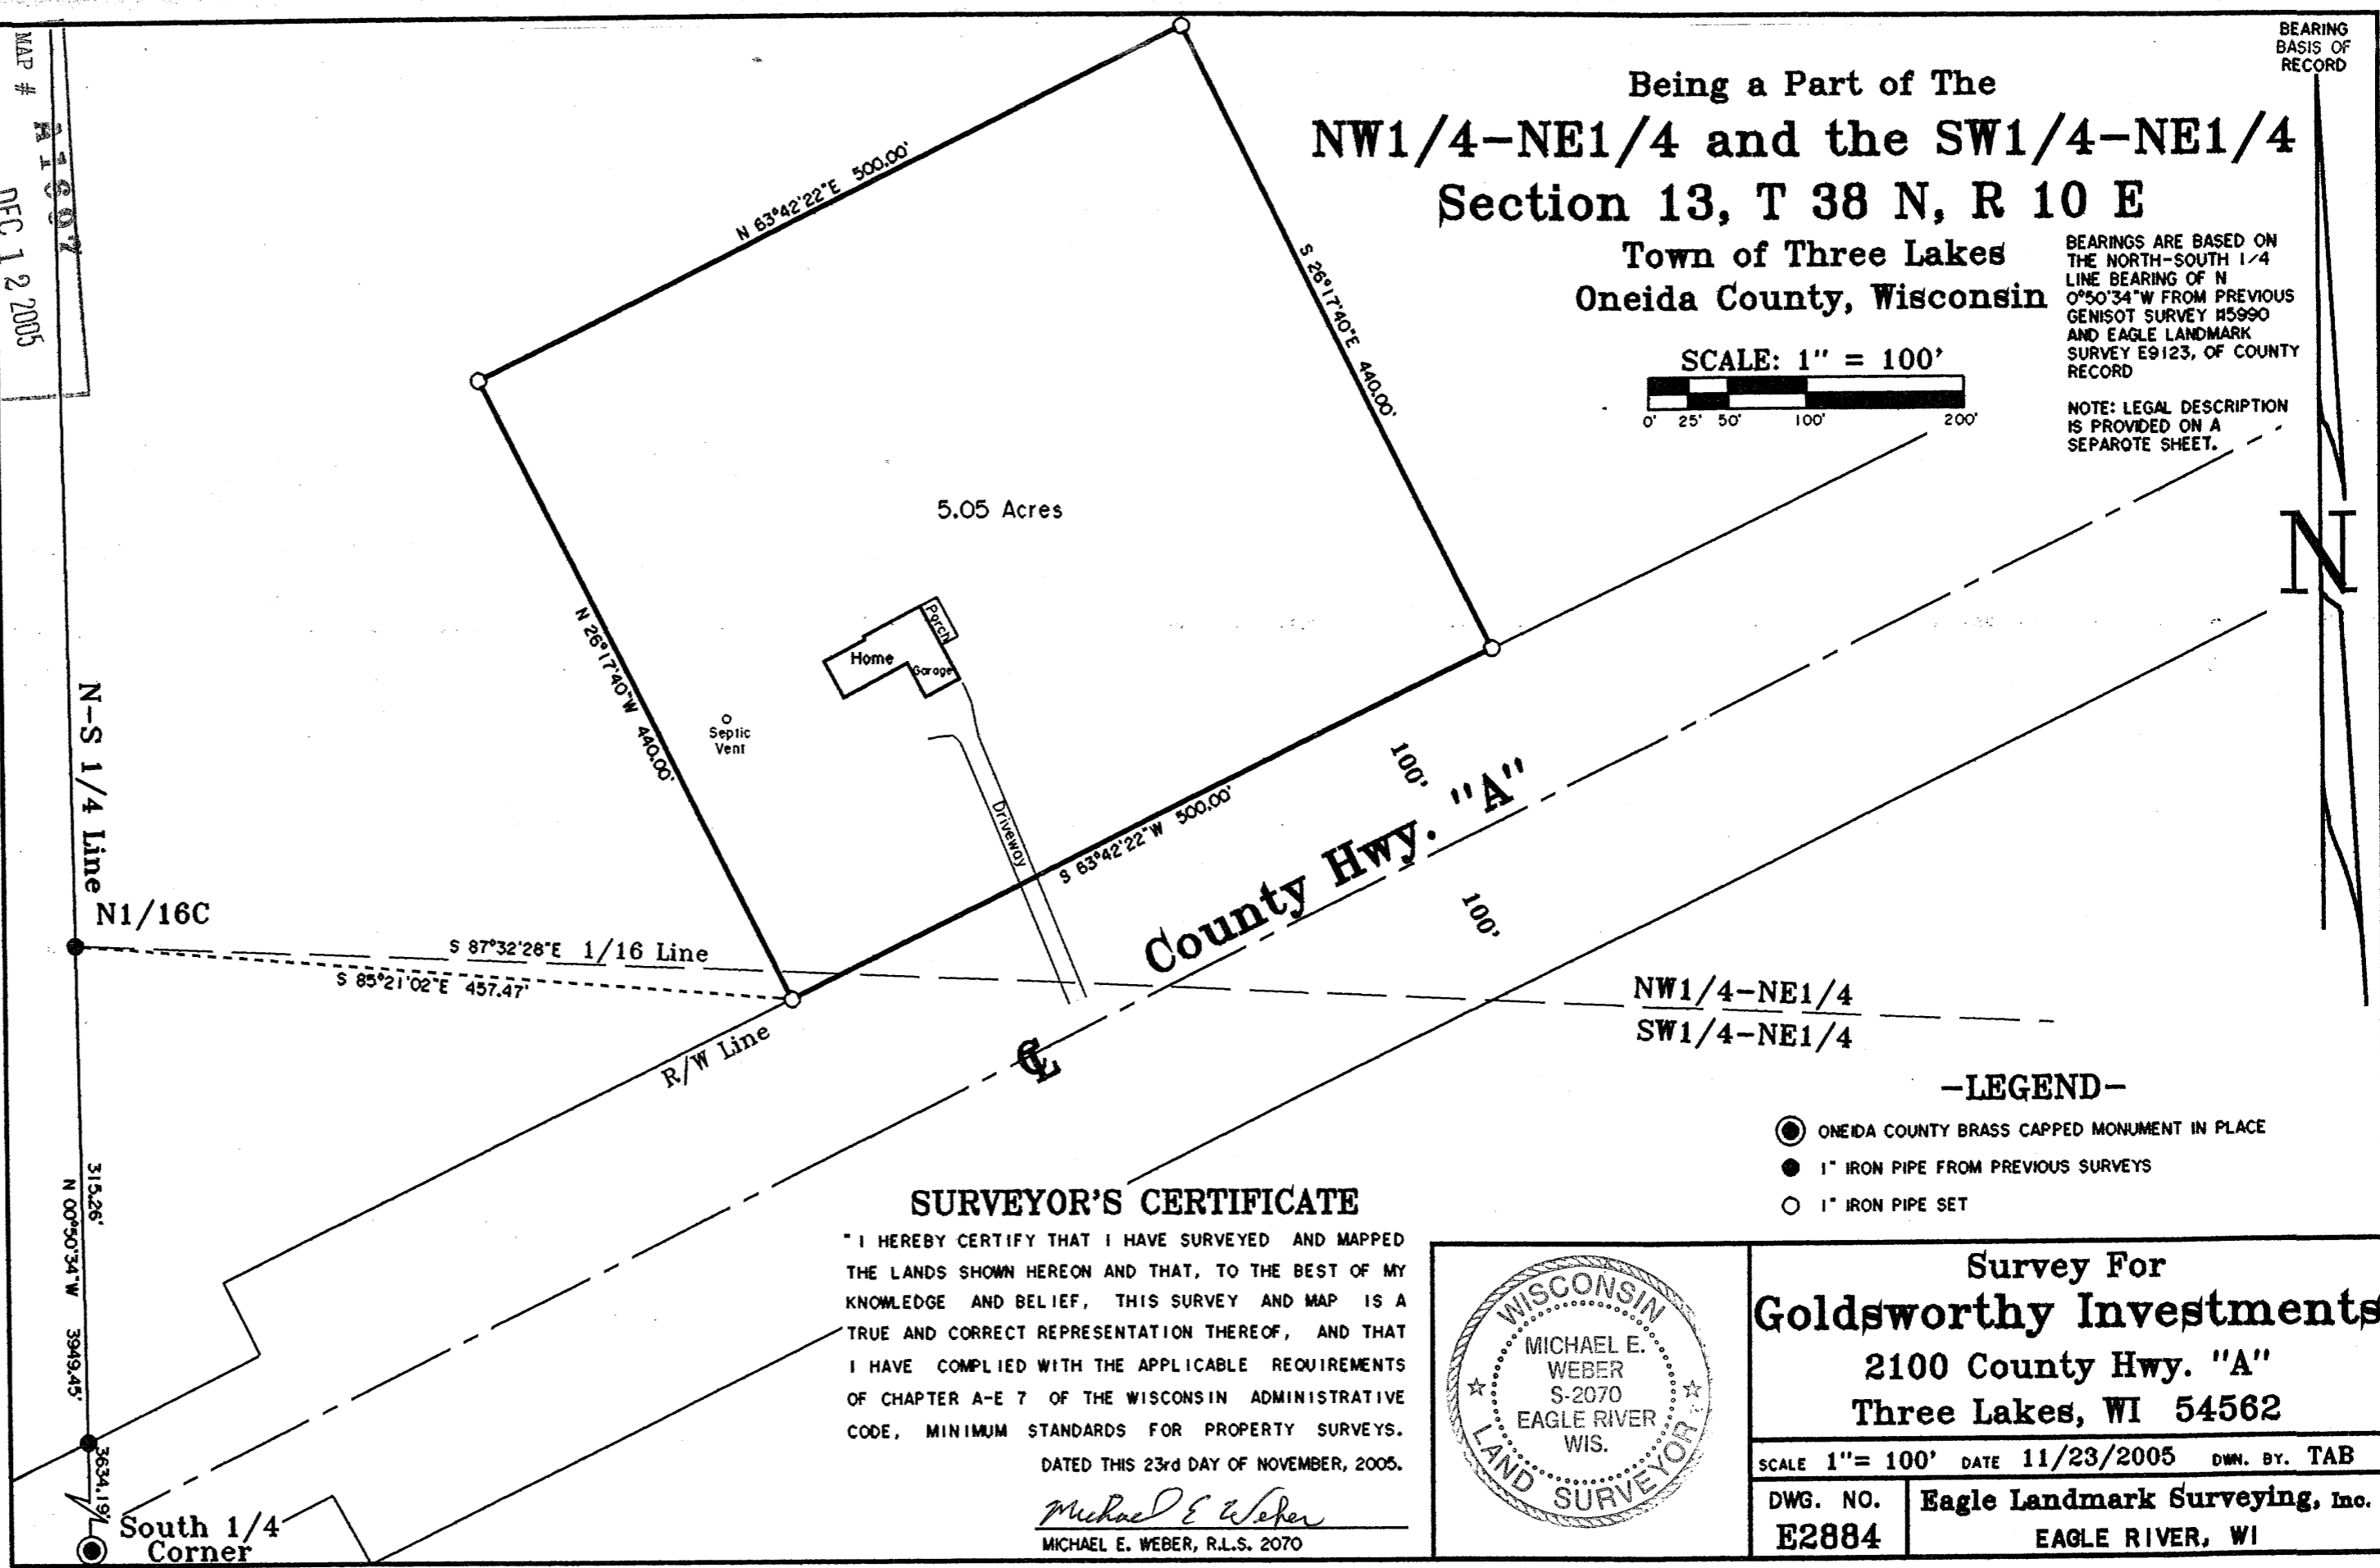 MAP # A1697
DEC 12 2005
BEARING
BASIS OF
RECORD
Being a Part of The
NW1/4-NE1/4 and the SW1/4-NE1/4
Section 13, T 38 N, R 10 E
Town of Three Lakes
Oneida County, Wisconsin
SCALE: 1" = 100'
0' 25' 50' 100' 200'
BEARINGS ARE BASED ON
THE NORTH-SOUTH 1/4
LINE BEARING OF N
0°50'34"W FROM PREVIOUS
GENISOT SURVEY #5990
AND EAGLE LANDMARK
SURVEY E9123, OF COUNTY
RECORD
NOTE: LEGAL DESCRIPTION
IS PROVIDED ON A
SEPAROTE SHEET.
N
N 63°42'22"E 500.00'
S 26°17'40"E 440.00'
5.05 Acres
N 26°17'40"W 440.00'
Porch
Home
Garage
Septic
Vent
Driveway
S 63°42'22"W 500.00'
100'
County Hwy. "A"
100'
N-S 1/4 Line
N1/16C
S 87°32'28"E 1/16 Line
S 85°21'02"E 457.47'
R/W Line
CL
NW1/4-NE1/4
SW1/4-NE1/4
315.26'
N 00°50'34"W 3949.45'
3634.19'
South 1/4
Corner
-LEGEND-
ONEIDA COUNTY BRASS CAPPED MONUMENT IN PLACE
1" IRON PIPE FROM PREVIOUS SURVEYS
1" IRON PIPE SET
SURVEYOR'S CERTIFICATE
"I HEREBY CERTIFY THAT I HAVE SURVEYED AND MAPPED
THE LANDS SHOWN HEREON AND THAT, TO THE BEST OF MY
KNOWLEDGE AND BELIEF, THIS SURVEY AND MAP IS A
TRUE AND CORRECT REPRESENTATION THEREOF, AND THAT
I HAVE COMPLIED WITH THE APPLICABLE REQUIREMENTS
OF CHAPTER A-E 7 OF THE WISCONSIN ADMINISTRATIVE
CODE, MINIMUM STANDARDS FOR PROPERTY SURVEYS.
DATED THIS 23rd DAY OF NOVEMBER, 2005.
Michael E Weber
MICHAEL E. WEBER, R.L.S. 2070
WISCONSIN
MICHAEL E.
WEBER
S-2070
EAGLE RIVER
WIS.
LAND SURVEYOR
Survey For
Goldsworthy Investments
2100 County Hwy. "A"
Three Lakes, WI 54562
SCALE 1"= 100' DATE 11/23/2005 DWN. BY. TAB
DWG. NO.
E2884
Eagle Landmark Surveying, Inc.
EAGLE RIVER, WI